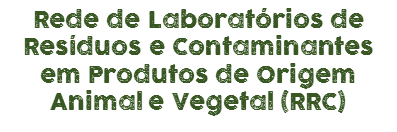 Rede de Laboratórios de
Resíduos e Contaminantes
em Produtos de Origem
Animal e Vegetal (RRC)